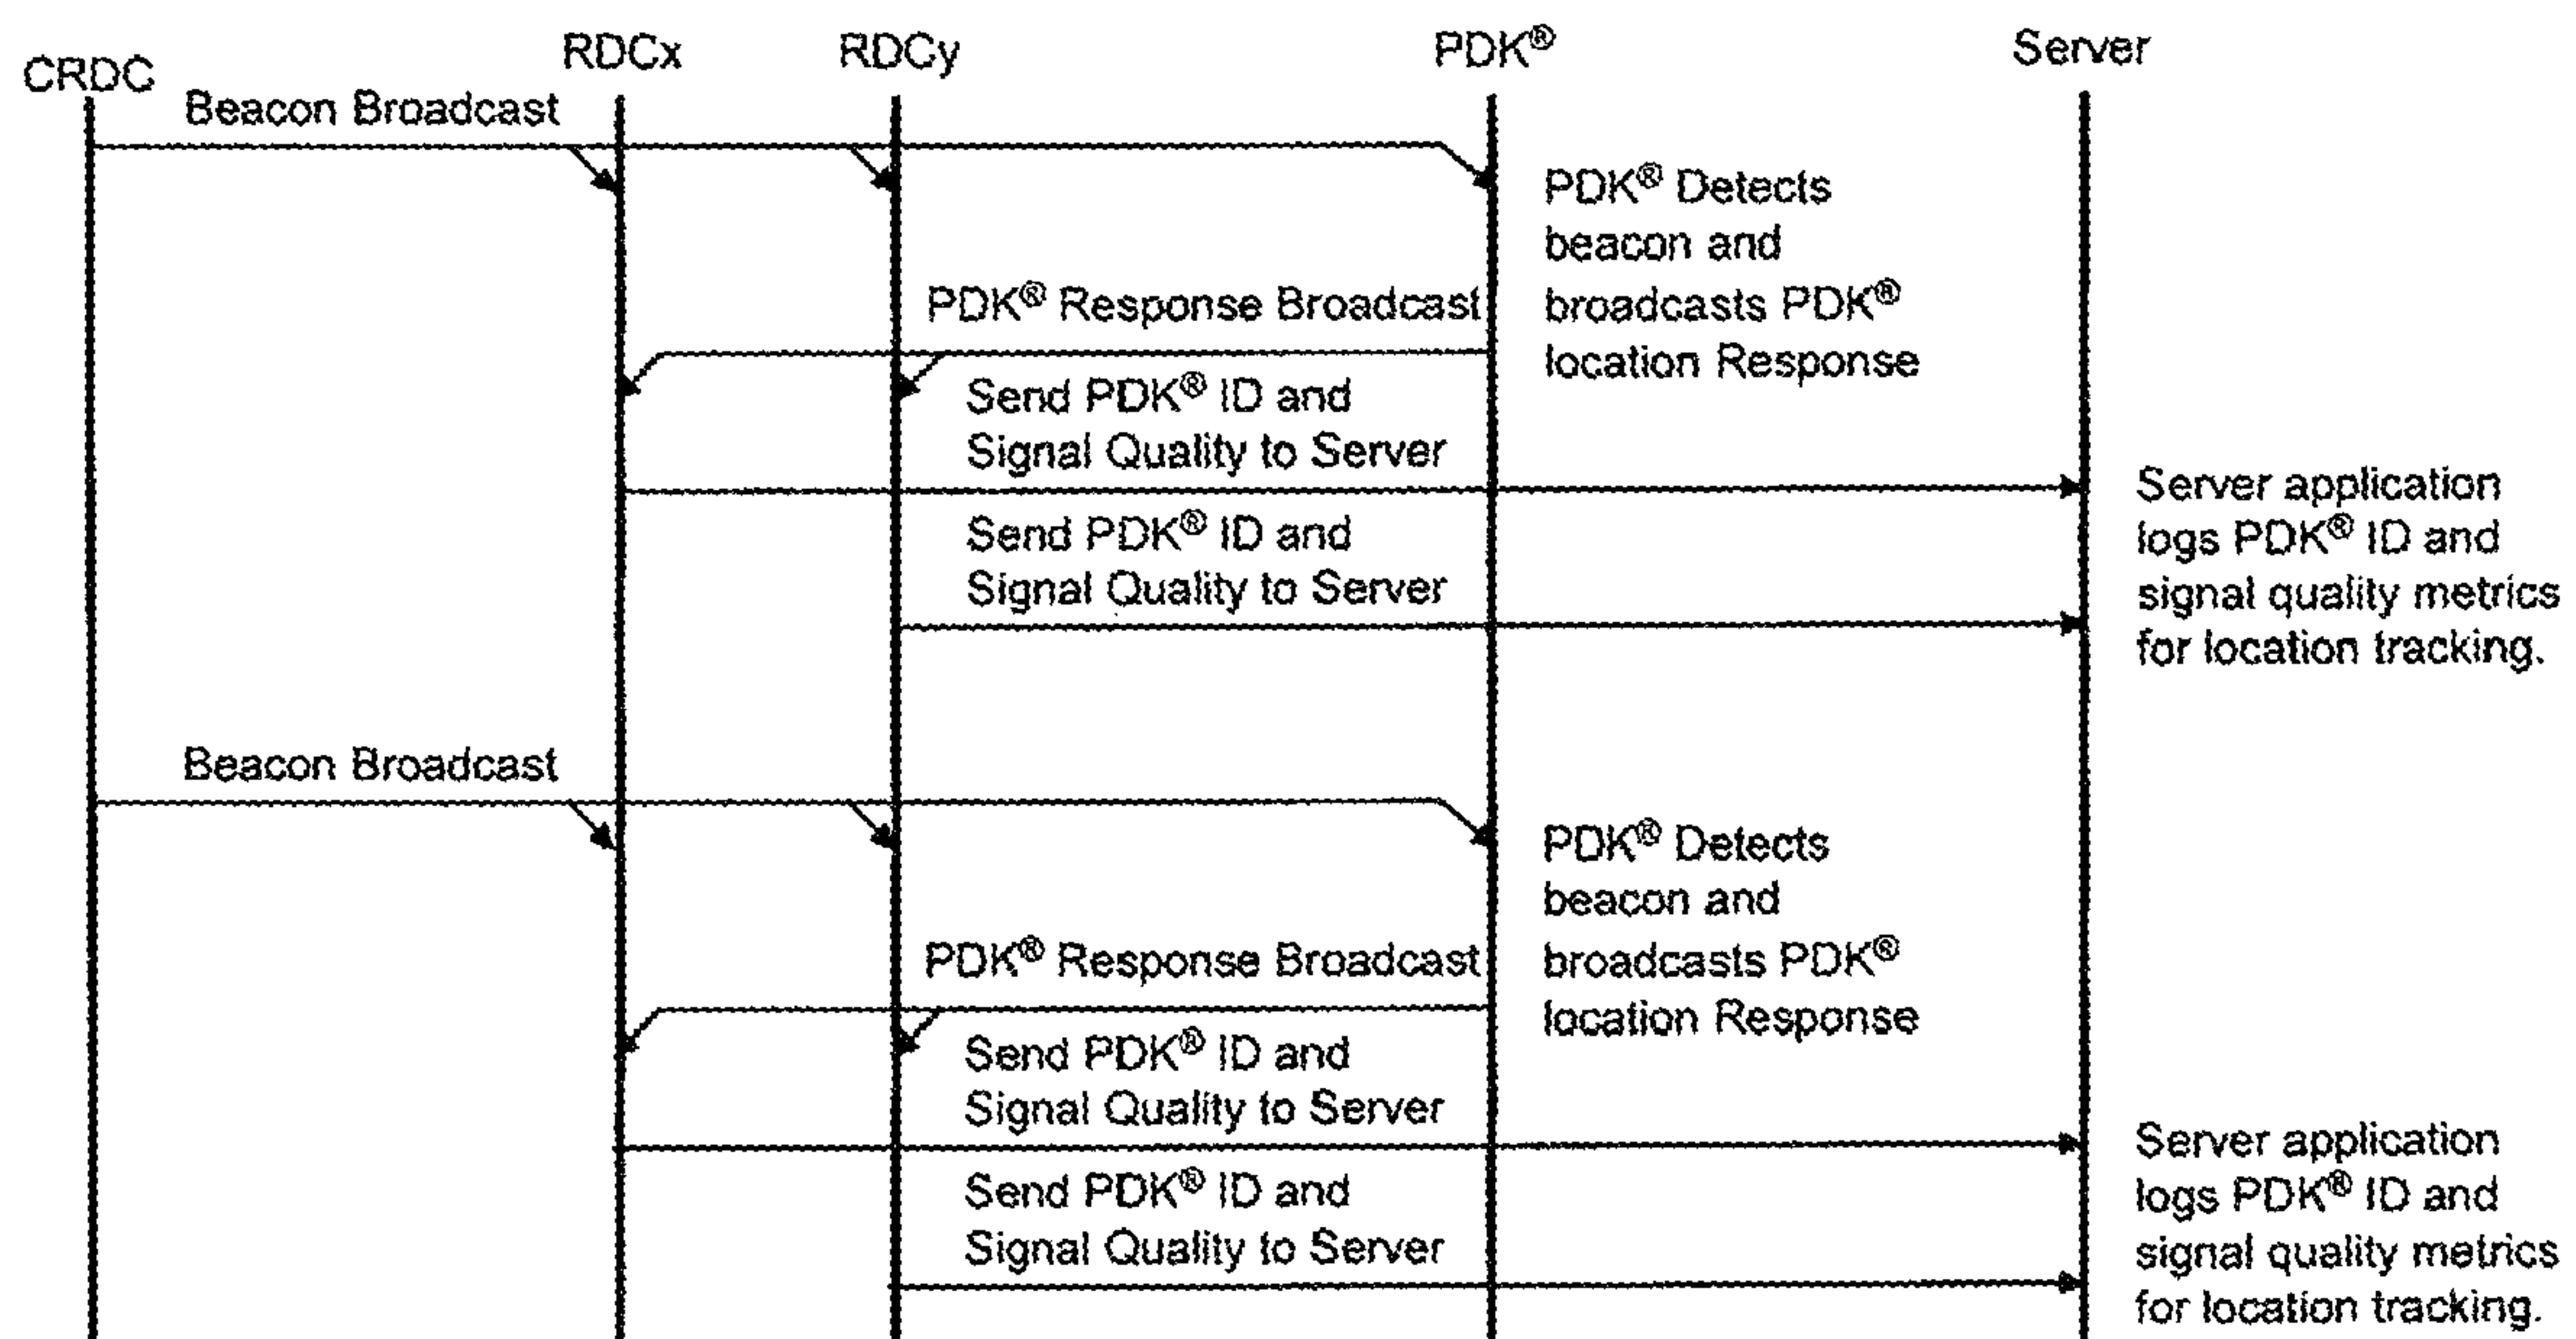 CRDC
RDCx
RDCy
PDK®
Server
Beacon Broadcast
PDK® Detects
beacon and
broadcasts PDK®
location Response
PDK® Response Broadcast
Send PDK® ID and
Signal Quality to Server
Send PDK® ID and
Signal Quality to Server
Server application
logs PDK® ID and
signal quality metrics
for location tracking.
Beacon Broadcast
PDK® Detects
beacon and
broadcasts PDK®
location Response
PDK® Response Broadcast
Send PDK® ID and
Signal Quality to Server
Send PDK® ID and
Signal Quality to Server
Server application
logs PDK® ID and
signal quality metrics
for location tracking.